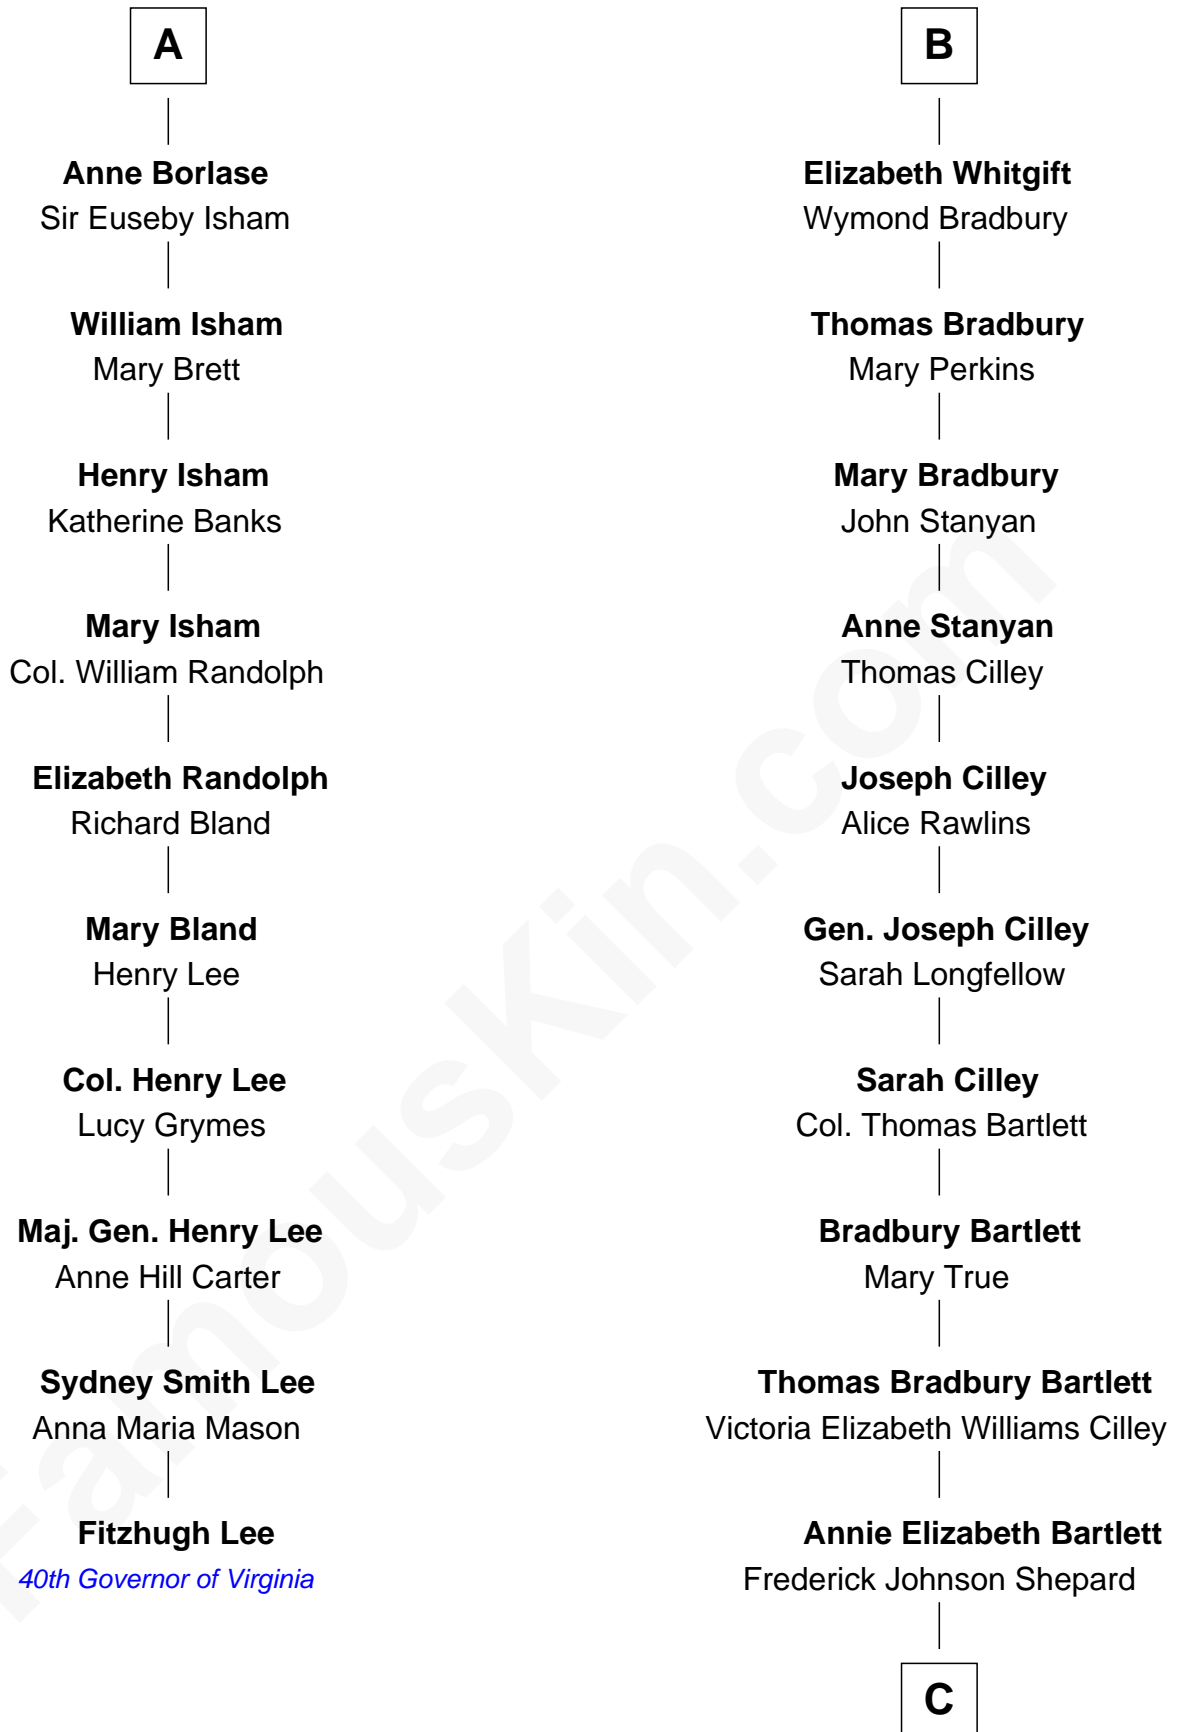 A
Anne Borlase
Sir Euseby Isham
William Isham
Mary Brett
Henry Isham
Katherine Banks
Mary Isham
Col. William Randolph
Elizabeth Randolph
Richard Bland
Mary Bland
Henry Lee
Col. Henry Lee
Lucy Grymes
Maj. Gen. Henry Lee
Anne Hill Carter
Sydney Smith Lee
Anna Maria Mason
Fitzhugh Lee
40th Governor of Virginia
B
Elizabeth Whitgift
Wymond Bradbury
Thomas Bradbury
Mary Perkins
Mary Bradbury
John Stanyan
Anne Stanyan
Thomas Cilley
Joseph Cilley
Alice Rawlins
Gen. Joseph Cilley
Sarah Longfellow
Sarah Cilley
Col. Thomas Bartlett
Bradbury Bartlett
Mary True
Thomas Bradbury Bartlett
Victoria Elizabeth Williams Cilley
Annie Elizabeth Bartlett
Frederick Johnson Shepard
C
FamousKin.com